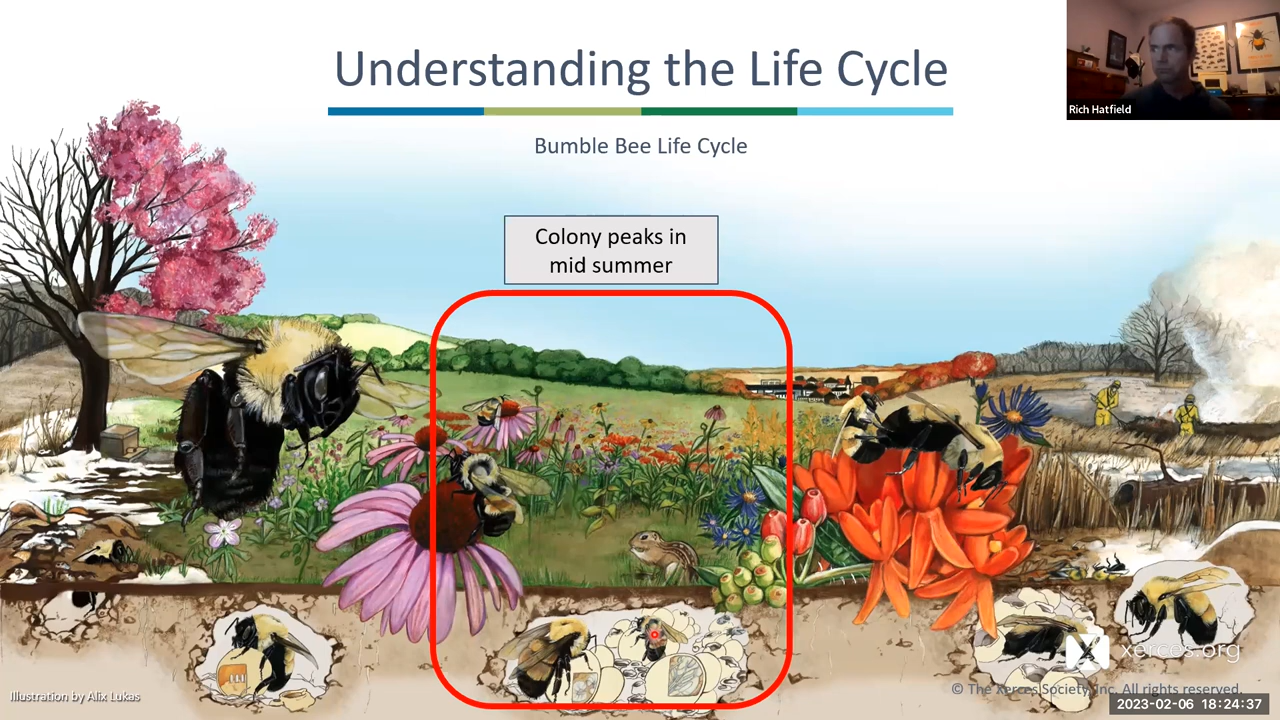 Understanding the Life Cycle
Rich Hatfield
Bumble Bee Life Cycle
Colony peaks in
mid summer
xerces.org
Illustration by Alix Lukas
© The Xerces Society, Inc. All rights reserved.
2023-02-06 18:24:37